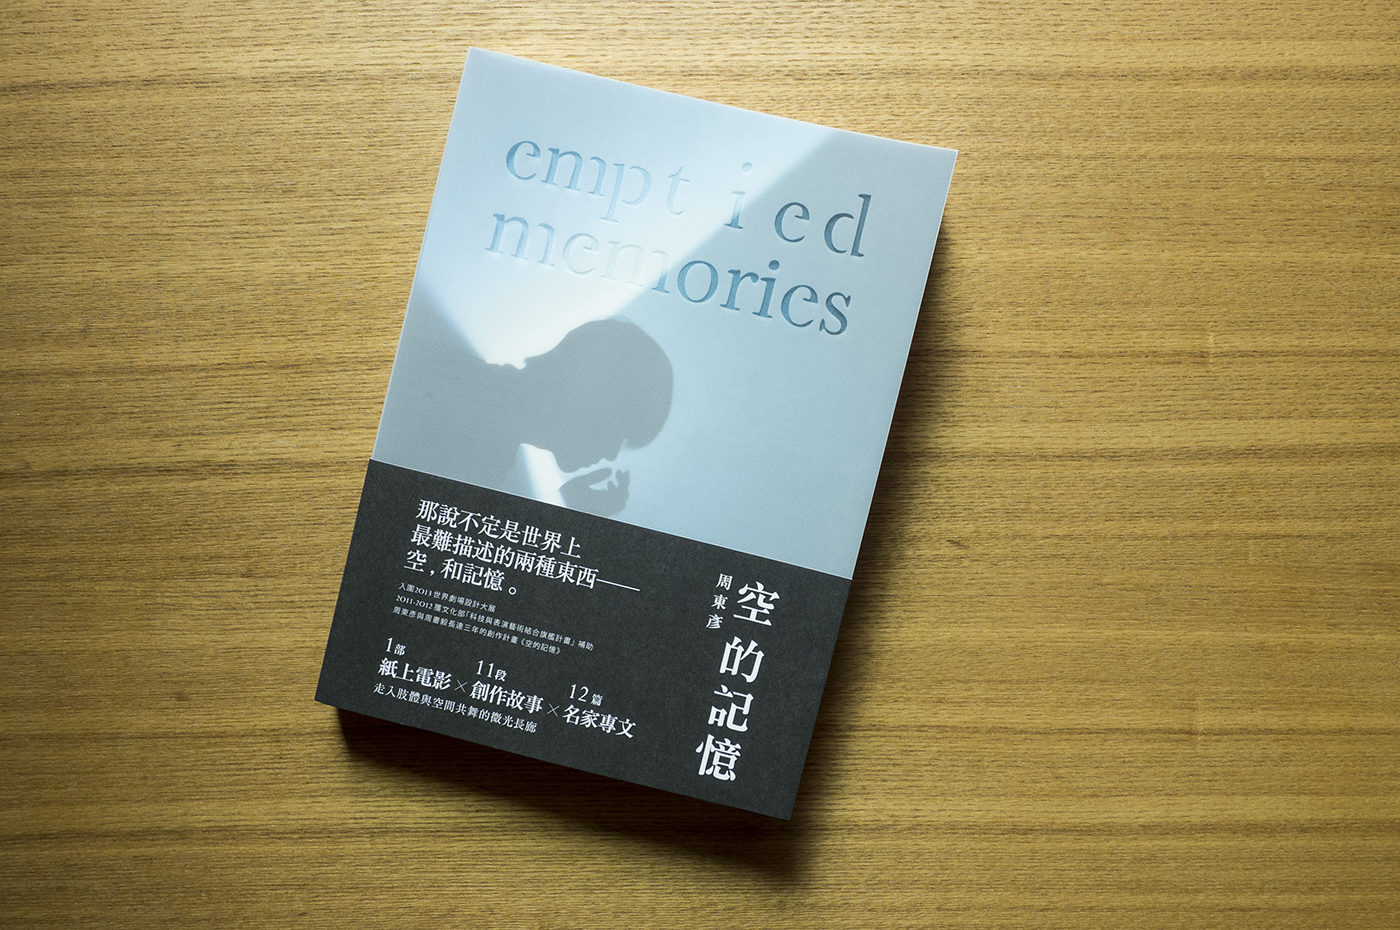 emptied
memories
那說不定是世界上
最難描述的兩種東西——
空，和記憶。
入圍2013世界劇場設計大展
2011-2012獲文化部「科技與表演藝術結合旗艦計畫」補助
周東彥與周書毅長達三年的創作計畫《空的記憶》
1部
紙上電影×
11段
創作故事×
12篇
名家專文
走入肢體與空間共舞的微光長廊
空的記憶
周東彥